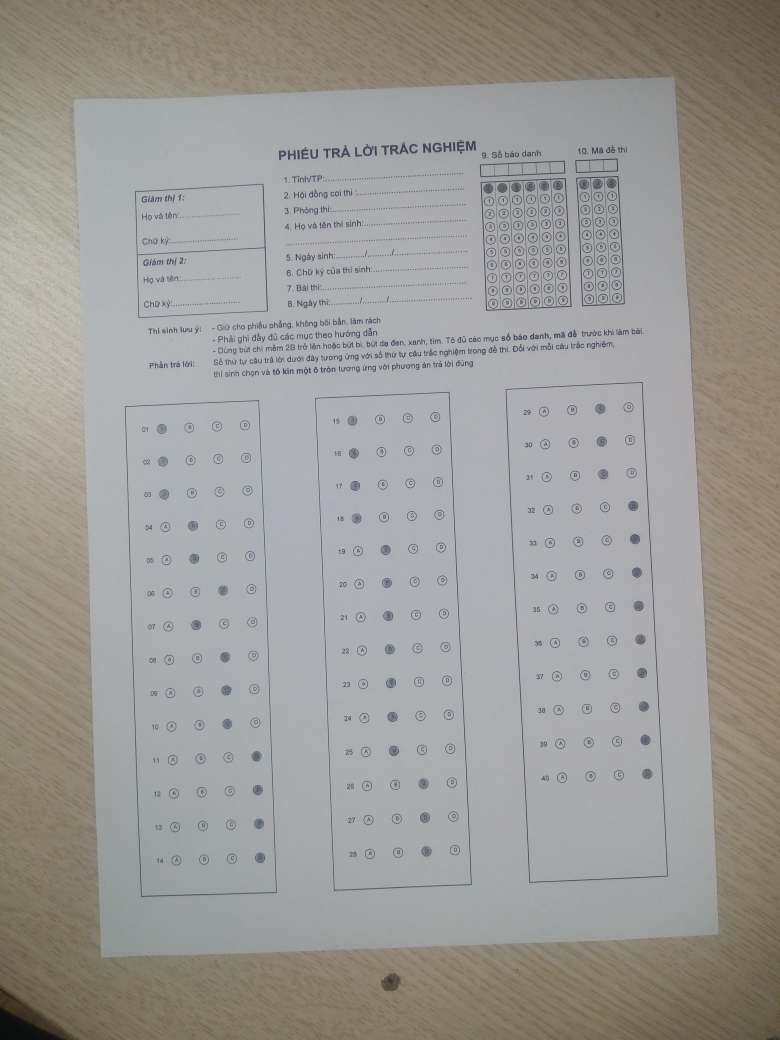 PHIẾU TRẢ LỜI TRẮC NGHIỆM
9. Số báo danh
10. Mã đề thi
Giám thị 1:
Họ và tên:
Chữ ký:
Giám thị 2:
Họ và tên:
Chữ ký:
1. Tỉnh/TP:
2. Hội đồng coi thi :
3. Phòng thi:
4. Họ và tên thí sinh:
5. Ngày sinh: / /
6. Chữ ký của thí sinh:
7. Bài thi:
8. Ngày thi: / /
Thí sinh lưu ý: - Giữ cho phiếu phẳng, không bôi bẩn, làm rách
- Phải ghi đầy đủ các mục theo hướng dẫn
- Dùng bút chì mềm 2B trở lên hoặc bút bi, bút dạ đen, xanh, tím. Tô đủ các mục số báo danh, mã đề trước khi làm bài.
Phần trả lời: Số thứ tự câu trả lời dưới đây tương ứng với số thứ tự câu trắc nghiệm trong đề thi. Đối với mỗi câu trắc nghiệm,
thí sinh chọn và tô kín một ô tròn tương ứng với phương án trả lời đúng
01 B C D
02 B C D
03 B C D
04 A C D
05 A C D
06 A B D
07 A C D
08 A B D
09 A B D
10 A B D
11 A B C
12 A B C
13 A B C
14 A B C
15 B C D
16 B C D
17 B C D
18 B C D
19 A C D
20 A C D
21 A C D
22 A C D
23 A C D
24 A C D
25 A C D
26 A B D
27 A B D
28 A B D
29 A B D
30 A B D
31 A B D
32 A B C
33 A B C
34 A B C
35 A B C
36 A B C
37 A B C
38 A B C
39 A B C
40 A B C